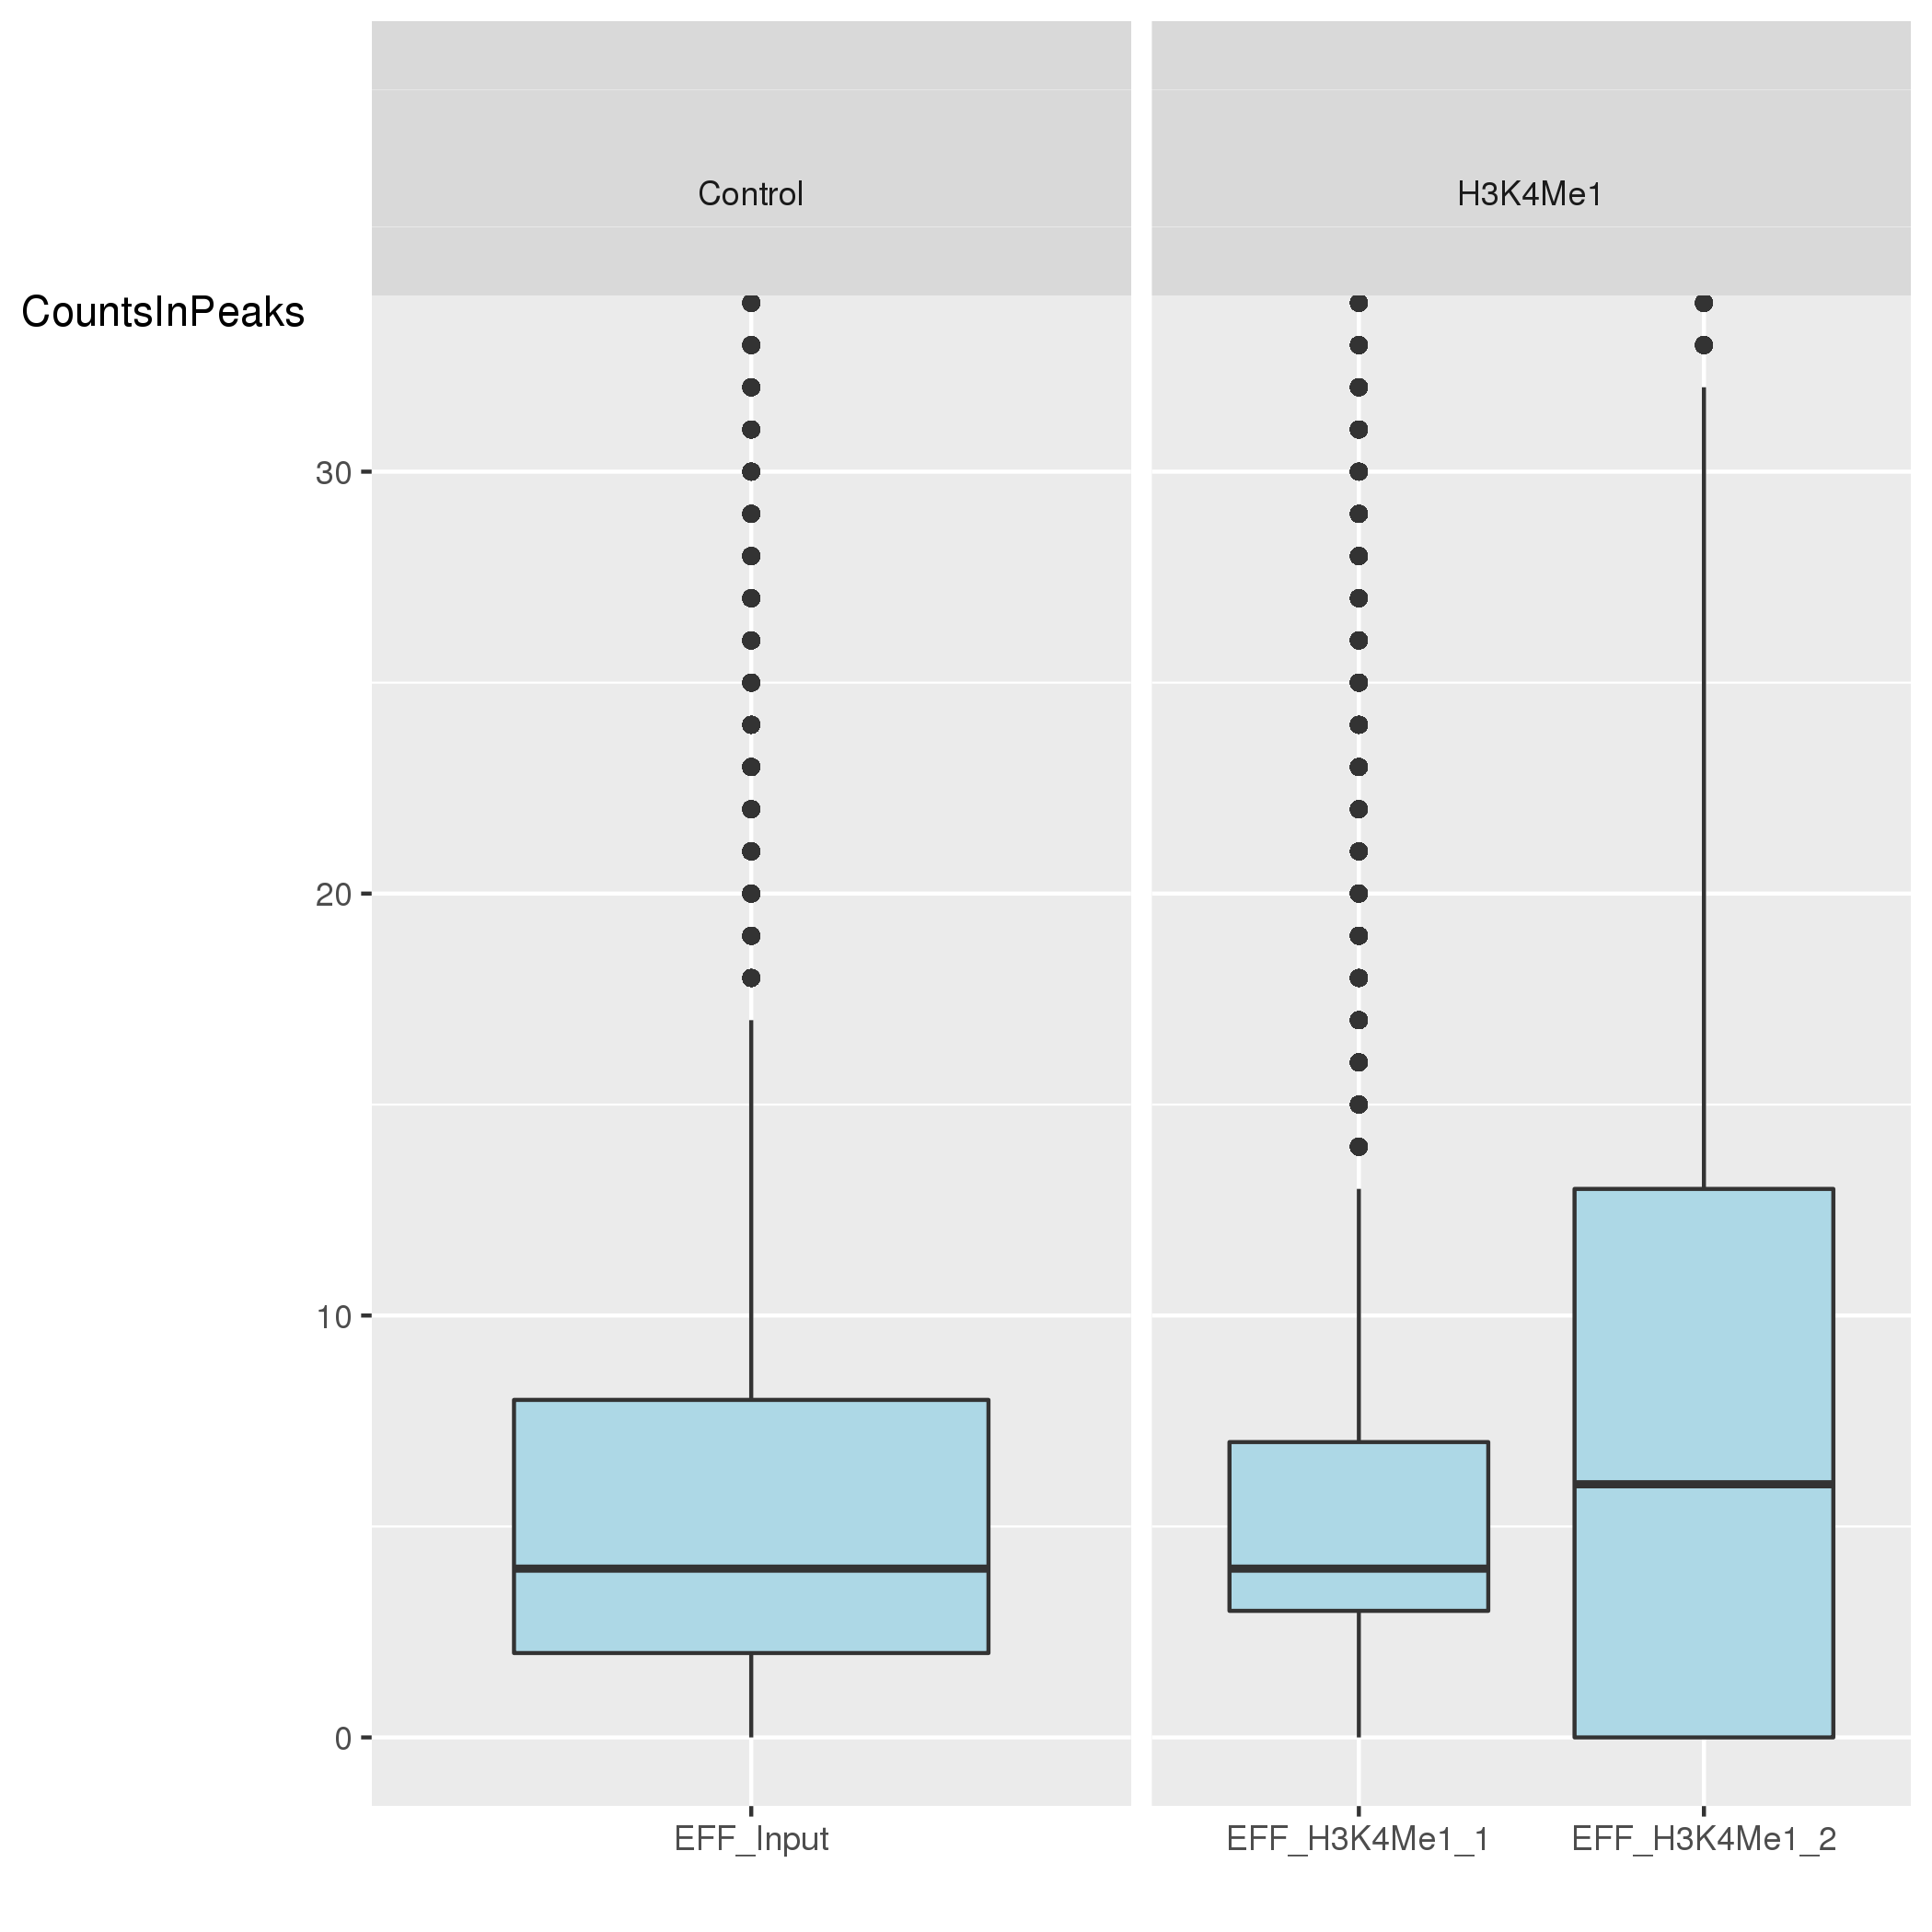 Control
H3K4Me1
CountsInPeaks
30
20
10
0
EFF_Input
EFF_H3K4Me1_1
EFF_H3K4Me1_2